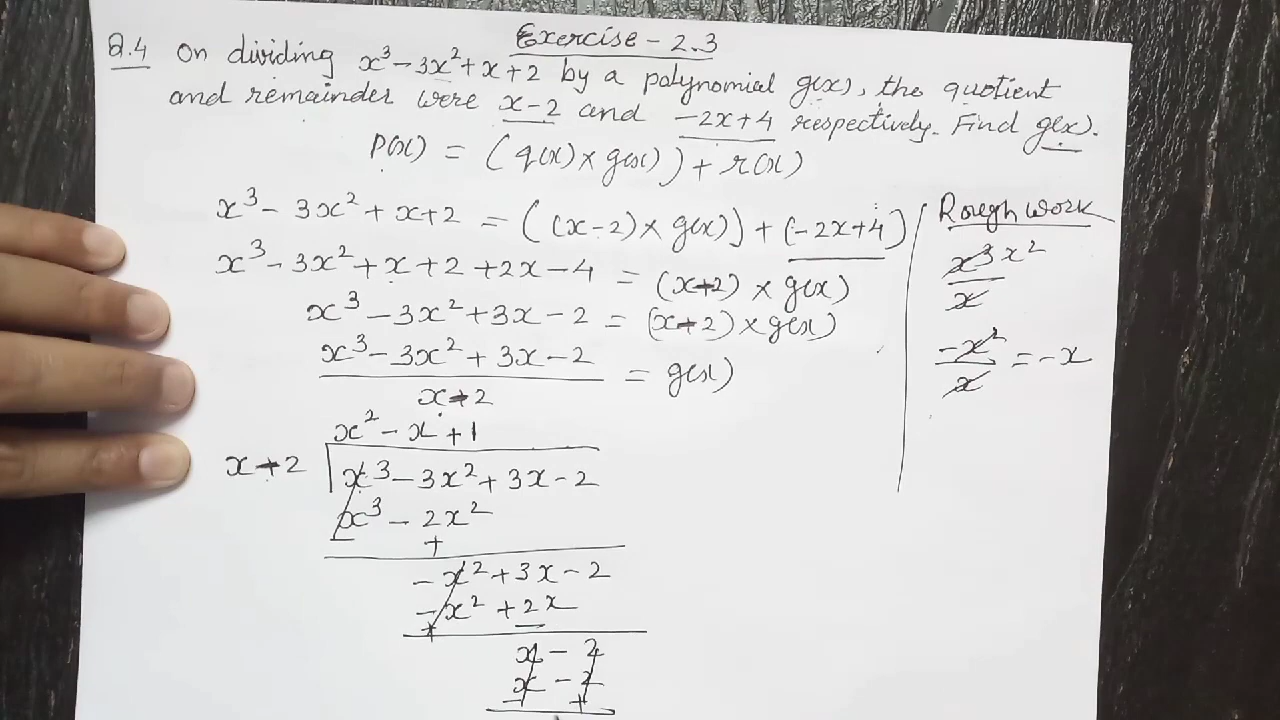 Exercise - 2.3
Q.4 On dividing x³-3x²+x+2 by a polynomial g(x), the quotient
and remainder were x-2 and -2x+4 respectively. Find g(x).
P(x) = (q(x) × g(x)) + r(x)
x³ - 3x² + x+2 = ((x-2) × g(x)) + (-2x+4)
x³ - 3x² + x + 2 + 2x - 4 = (x-2) × g(x)
x³ - 3x² + 3x - 2 = (x-2) × g(x)
x³ - 3x² + 3x - 2 = g(x)
x-2
x² - x + 1
x-2 x³ - 3x² + 3x - 2
x³ - 2x²
- +
- x² + 3x - 2
- x² + 2x
+ -
x - 2
x - 2
- +
Rough work
x³ x²
x
-x² = -x
x